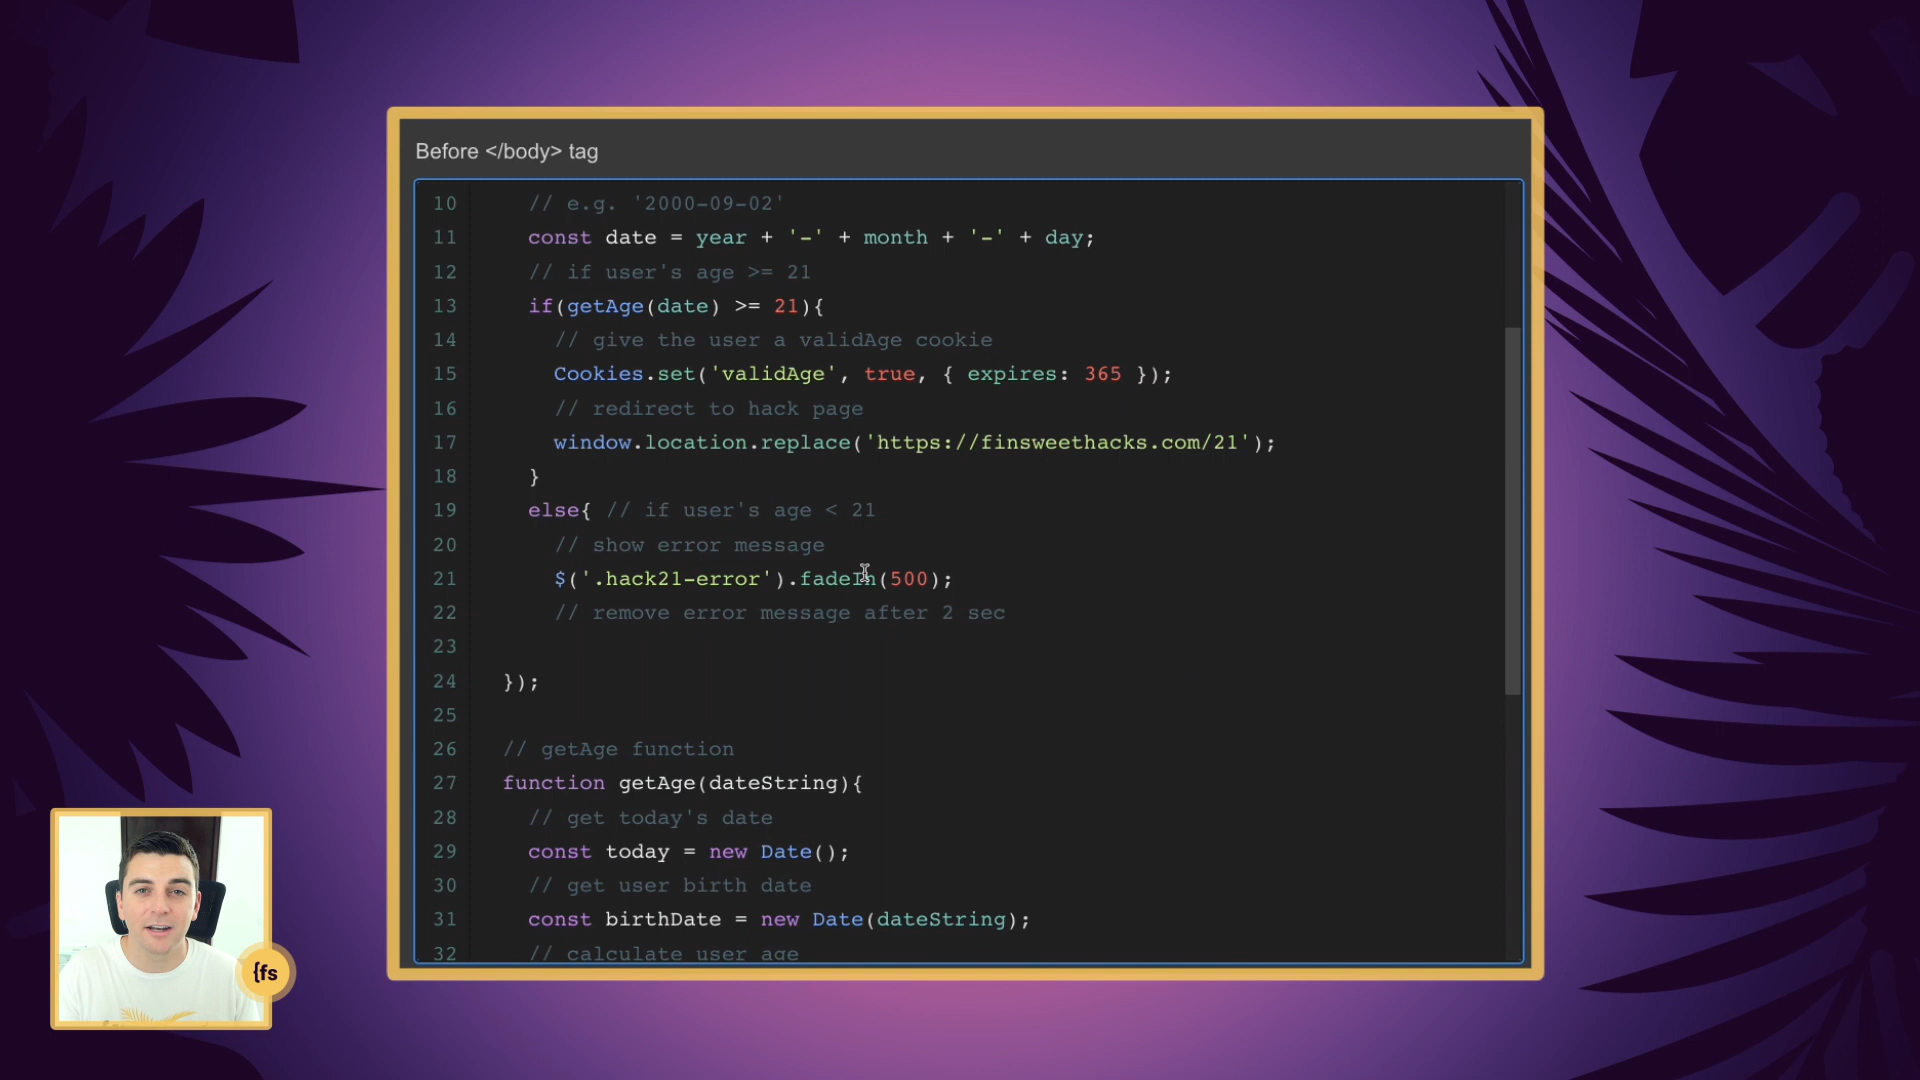 Before </body> tag
10 // e.g. '2000-09-02'
11 const date = year + '-' + month + '-' + day;
12 // if user's age >= 21
13 if(getAge(date) >= 21){
14 // give the user a validAge cookie
15 Cookies.set('validAge', true, { expires: 365 });
16 // redirect to hack page
17 window.location.replace('https://finsweethacks.com/21');
18 }
19 else{ // if user's age < 21
20 // show error message
21 $('.hack21-error').fadeIn(500);
22 // remove error message after 2 sec
23
24 });
25
26 // getAge function
27 function getAge(dateString){
28 // get today's date
29 const today = new Date();
30 // get user birth date
31 const birthDate = new Date(dateString);
32 // calculate user age
{fs